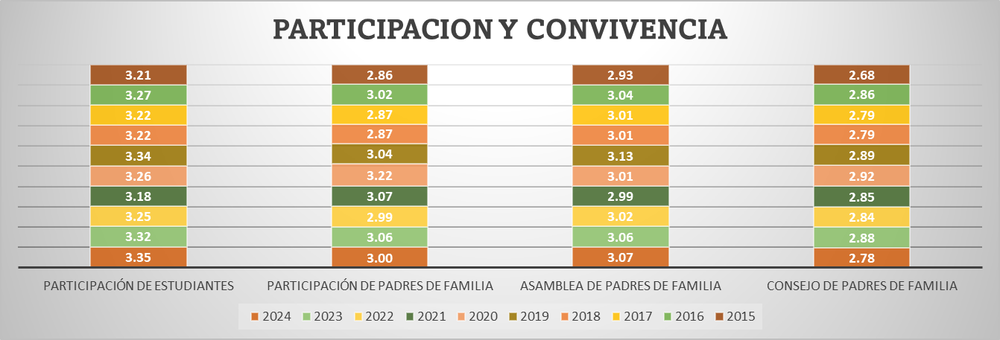 PARTICIPACION Y CONVIVENCIA
3.21 2.86 2.93 2.68
3.27 3.02 3.04 2.86
3.22 2.87 3.01 2.79
3.22 2.87 3.01 2.79
3.34 3.04 3.13 2.89
3.26 3.22 3.01 2.92
3.18 3.07 2.99 2.85
3.25 2.99 3.02 2.84
3.32 3.06 3.06 2.88
3.35 3.00 3.07 2.78
PARTICIPACIÓN DE ESTUDIANTES PARTICIPACIÓN DE PADRES DE FAMILIA ASAMBLEA DE PADRES DE FAMILIA CONSEJO DE PADRES DE FAMILIA
2024 2023 2022 2021 2020 2019 2018 2017 2016 2015